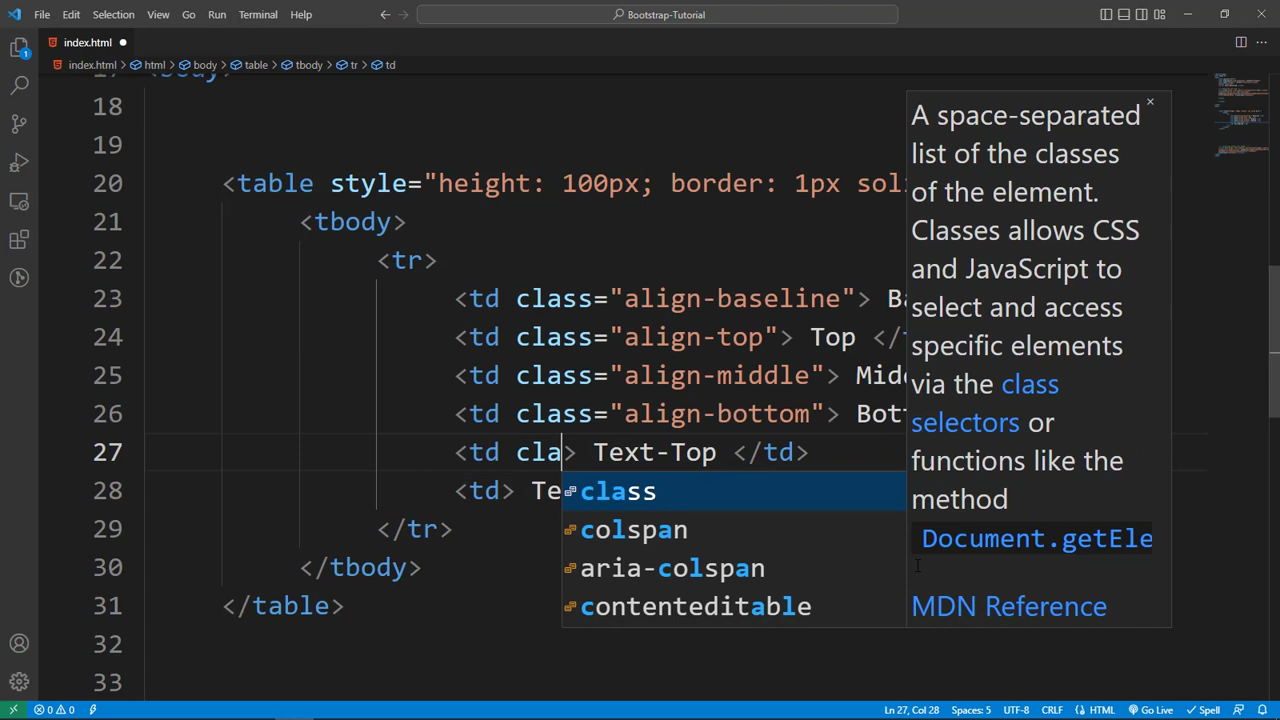 File Edit Selection View Go Run Terminal Help
Bootstrap-Tutorial
index.html
index.html > html > body > table > tbody > tr > td
18
19
20 <table style="height: 100px; border: 1px soli
21 <tbody>
22 <tr>
23 <td class="align-baseline"> Ba
24 <td class="align-top"> Top </t
25 <td class="align-middle"> Midd
26 <td class="align-bottom"> Bott
27 <td cla> Text-Top </td>
28 <td> Te
29 </tr>
30 </tbody>
31 </table>
32
33
class
colspan
aria-colspan
contenteditable
A space-separated
list of the classes
of the element.
Classes allows CSS
and JavaScript to
select and access
specific elements
via the class
selectors or
functions like the
method
Document.getEle
MDN Reference
1
0 0
Ln 27, Col 28 Spaces: 5 UTF-8 CRLF HTML Go Live Spell